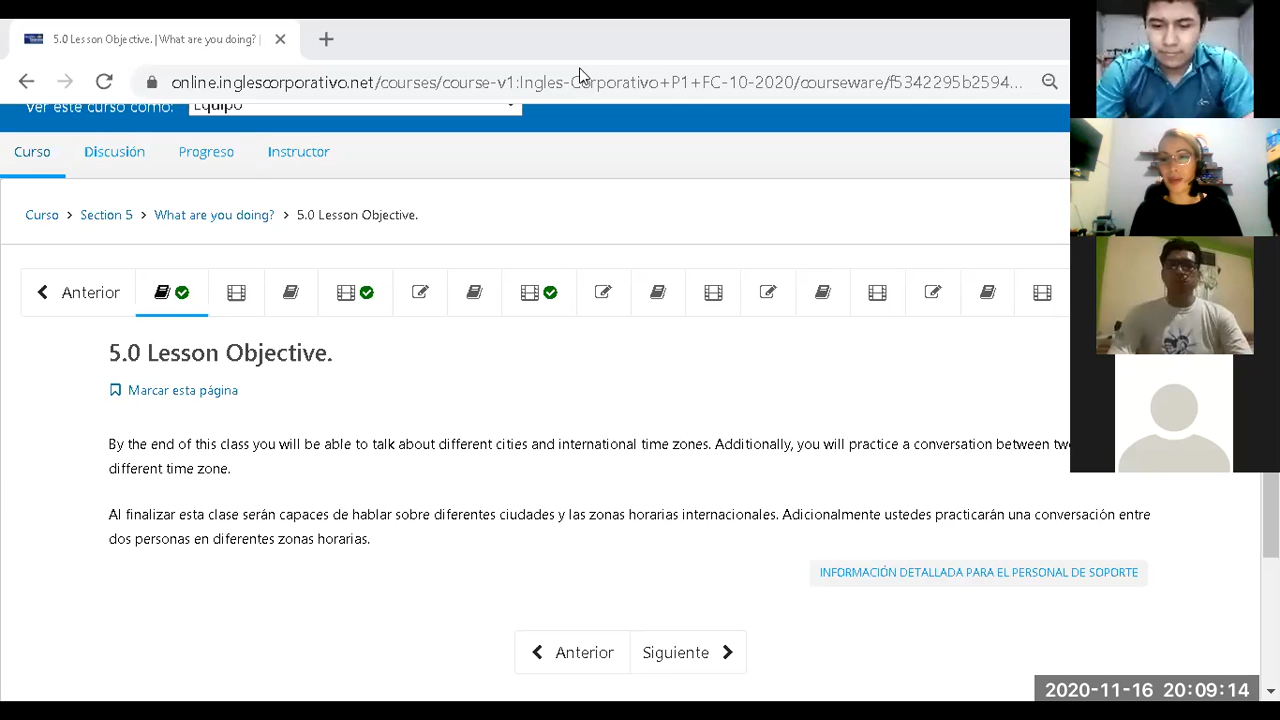 5.0 Lesson Objective. | What are you doing? |
online.inglescorporativo.net/courses/course-v1:Ingles-Corporativo+P1+FC-10-2020/courseware/f5342295b2594...
Ver este curso como: Equipo
Curso Discusión Progreso Instructor
Curso > Section 5 > What are you doing? > 5.0 Lesson Objective.
Anterior
5.0 Lesson Objective.
Marcar esta página
By the end of this class you will be able to talk about different cities and international time zones. Additionally, you will practice a conversation between
different time zone.
Al finalizar esta clase serán capaces de hablar sobre diferentes ciudades y las zonas horarias internacionales. Adicionalmente ustedes practicarán una conversación entre
dos personas en diferentes zonas horarias.
INFORMACIÓN DETALLADA PARA EL PERSONAL DE SOPORTE
Anterior Siguiente
2020-11-16 20:09:14